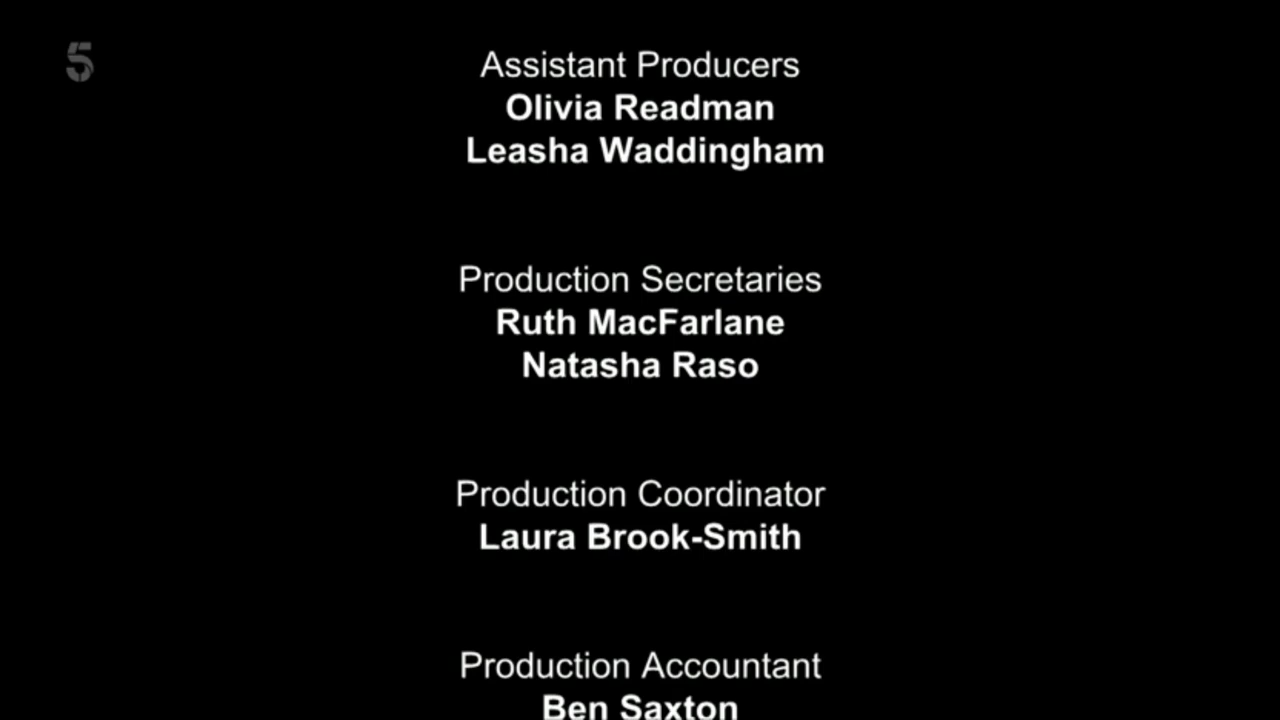 5
Assistant Producers
Olivia Readman
Leasha Waddingham
Production Secretaries
Ruth MacFarlane
Natasha Raso
Production Coordinator
Laura Brook-Smith
Production Accountant
Ben Saxton